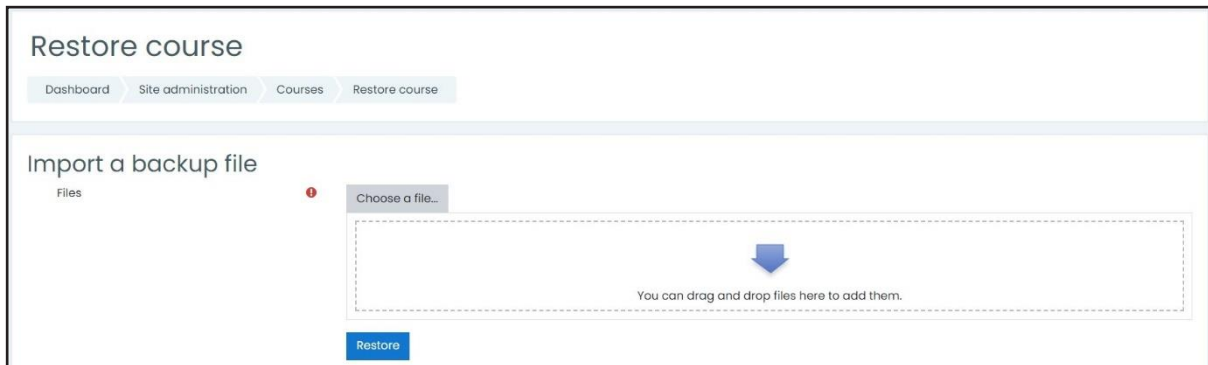 Restore course
Dashboard Site administration Courses Restore course
Import a backup file
Files
Choose a file...
You can drag and drop files here to add them.
Restore